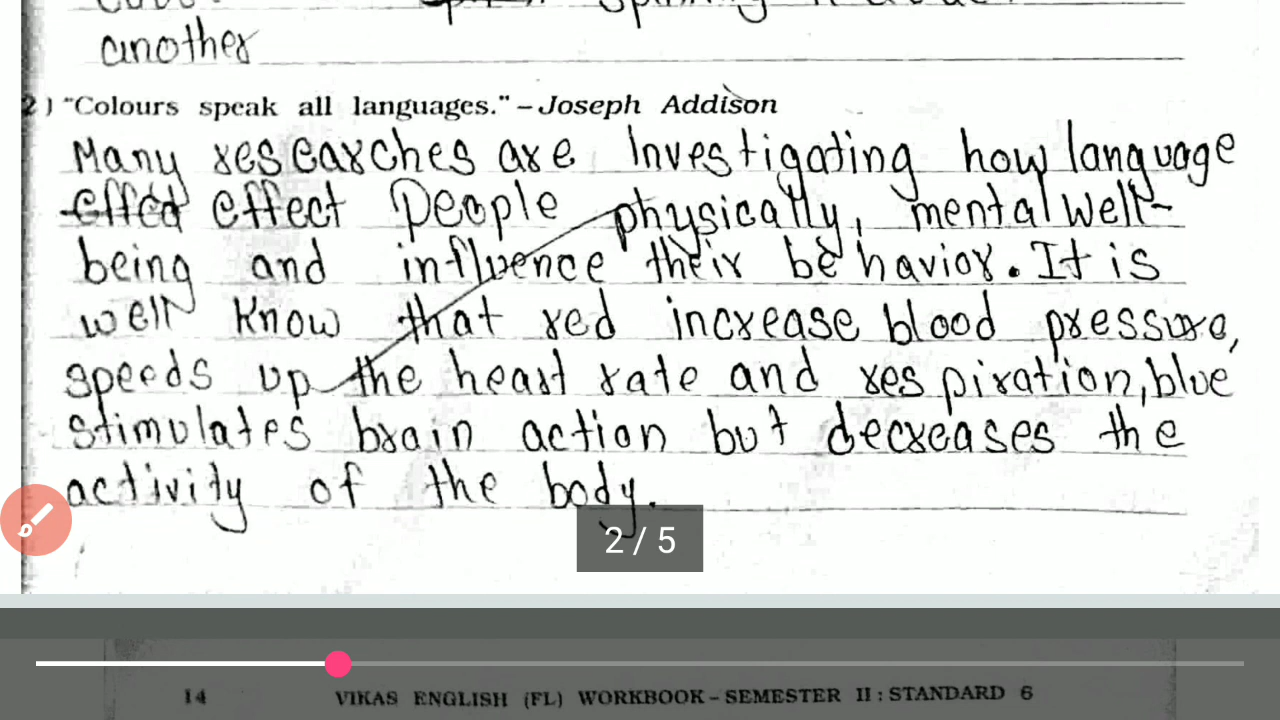 another
2) "Colours speak all languages." – Joseph Addison
Many researches are Investigating how language
effect People physically, mental well-
being and influence their behavior. It is
well know that red increase blood pressure,
speeds up the heart rate and respiration, blue
stimulates brain action but decreases the
activity of the body.
2 / 5
14 VIKAS ENGLISH (FL) WORKBOOK – SEMESTER II : STANDARD 6